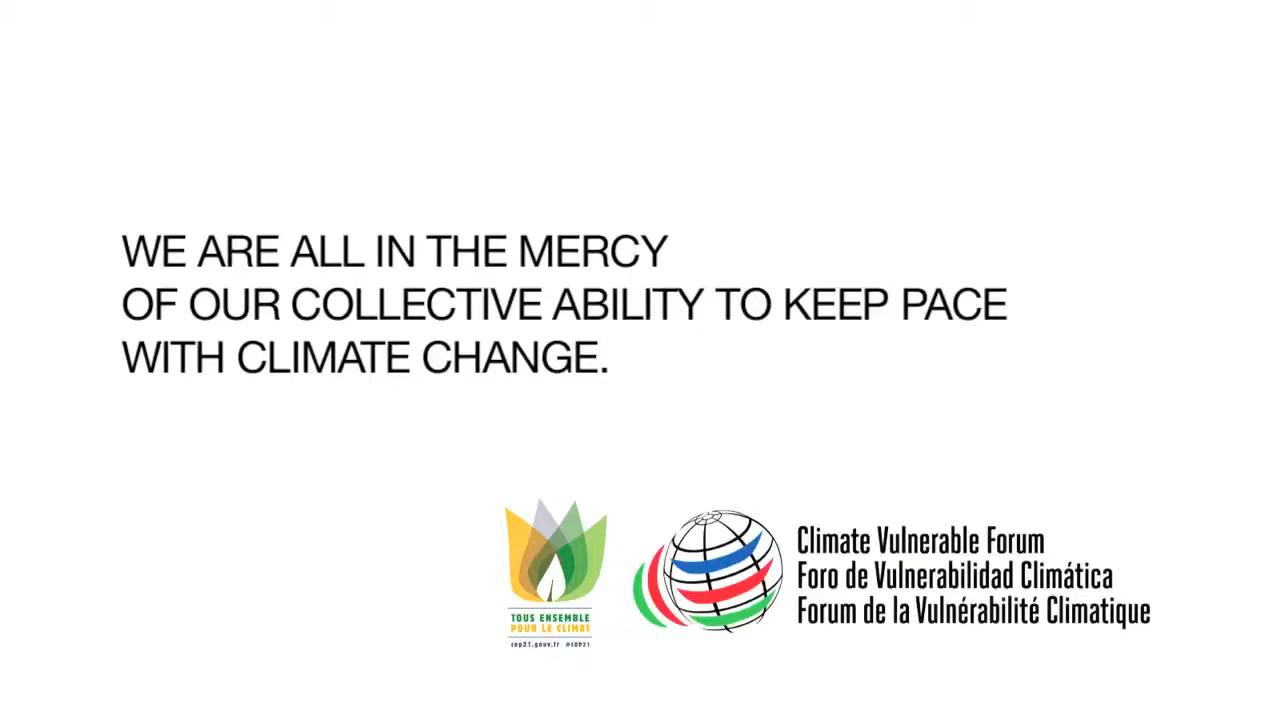 WE ARE ALL IN THE MERCY
OF OUR COLLECTIVE ABILITY TO KEEP PACE
WITH CLIMATE CHANGE.
TOUS ENSEMBLE
POUR LE CLIMAT
cop21.gouv.fr #COP21
Climate Vulnerable Forum
Foro de Vulnerabilidad Climática
Forum de la Vulnérabilité Climatique